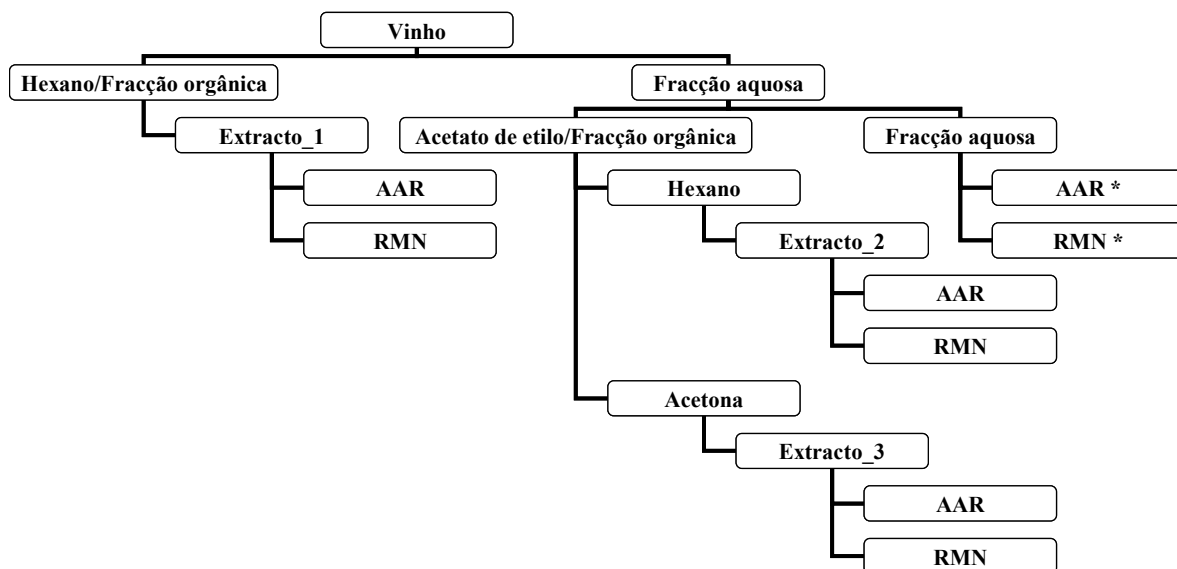 Vinho
Hexano/Fracção orgânica
Fracção aquosa
Extracto_1
Acetato de etilo/Fracção orgânica
Fracção aquosa
AAR
Hexano
AAR *
RMN
Extracto_2
RMN *
AAR
RMN
Acetona
Extracto_3
AAR
RMN